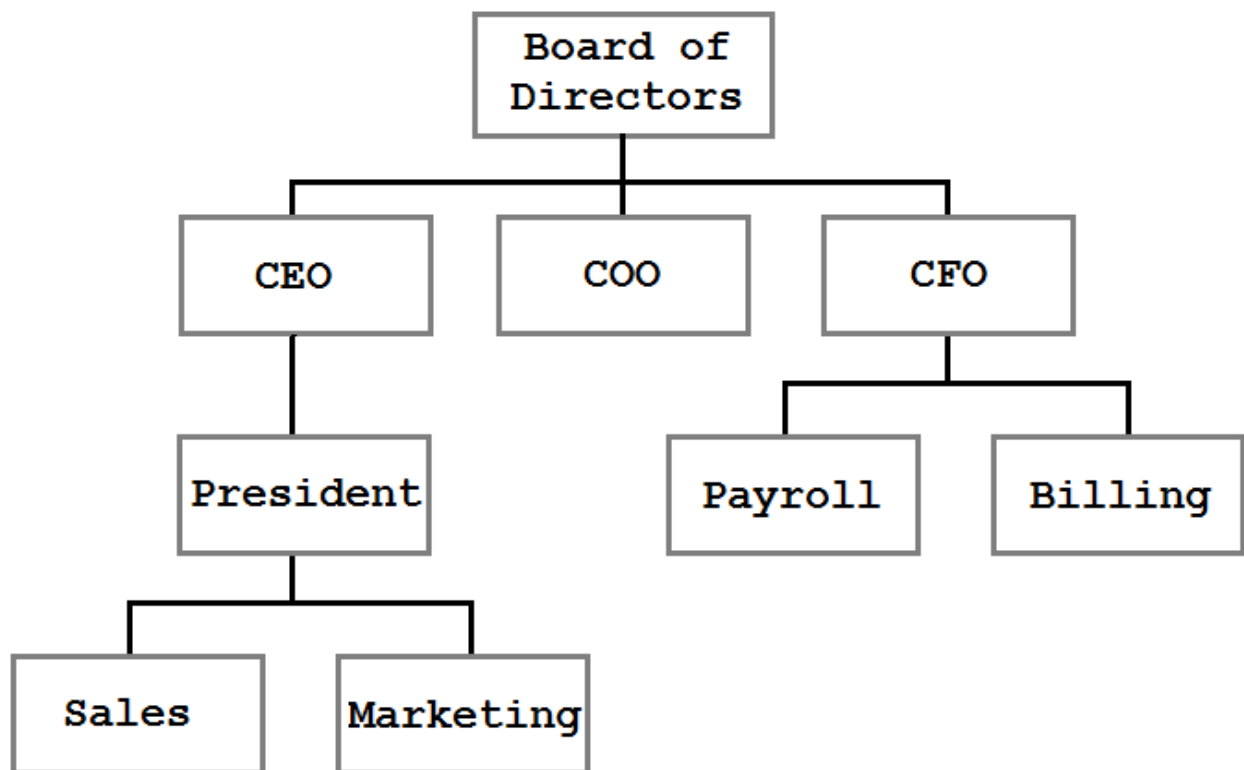 Board of
Directors
CEO
COO
CFO
President
Payroll
Billing
Sales
Marketing